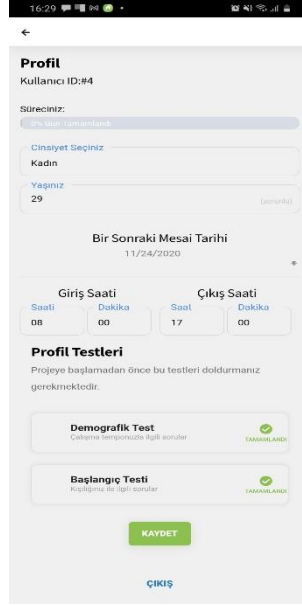 16:29
Profil
Kullanıcı ID:#4
Süreciniz:
0% Tamamlandı
Cinsiyet Seçiniz
Kadın
Yaşınız
29
Bir Sonraki Mesai Tarihi
11/24/2020
Giriş Saati Çıkış Saati
Saati Dakika Saat Dakika
08 00 17 00
Profil Testleri
Projeye başlamadan önce bu testleri doldurmanız
gerekmektedir.
Demografik Test
Çalışma temponuzla ilgili sorular
TAMAMLANDI
Başlangıç Testi
Kişiliğiniz ile ilgili sorular
TAMAMLANDI
KAYDET
ÇIKIŞ